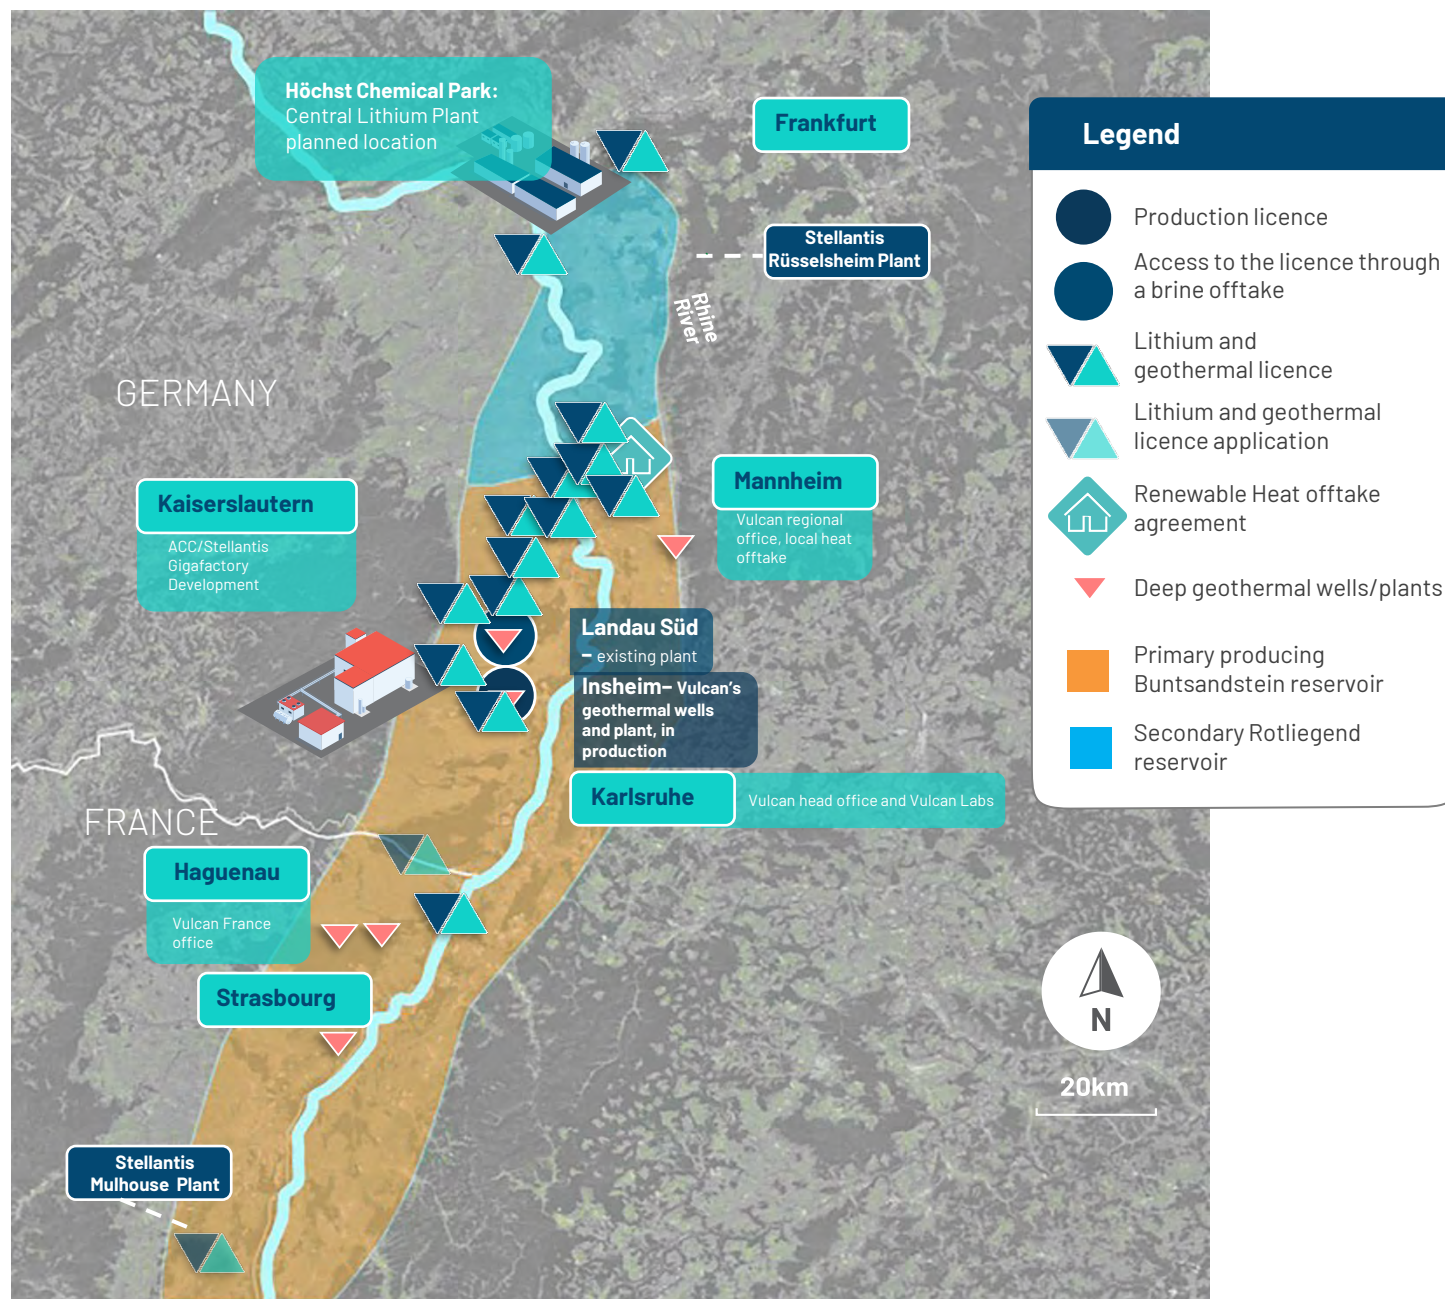 Höchst Chemical Park:
Central Lithium Plant
planned location
Frankfurt
Stellantis
Rüsselsheim Plant
Rhine
River
GERMANY
Kaiserslautern
ACC/Stellantis
Gigafactory
Development
Mannheim
Vulcan regional
office, local heat
offtake
Landau Süd
– existing plant
Insheim– Vulcan's
geothermal wells
and plant, in
production
Karlsruhe
Vulcan head office and Vulcan Labs
FRANCE
Haguenau
Vulcan France
office
Strasbourg
Stellantis
Mulhouse Plant
Legend
Production licence
Access to the licence through
a brine offtake
Lithium and
geothermal licence
Lithium and geothermal
licence application
Renewable Heat offtake
agreement
Deep geothermal wells/plants
Primary producing
Buntsandstein reservoir
Secondary Rotliegend
reservoir
N
20km